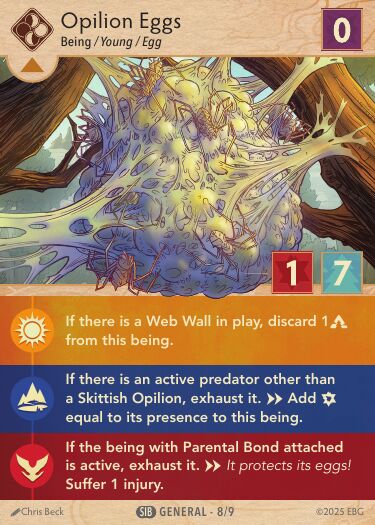 Opilion Eggs
0
Being / Young / Egg
1
7
If there is a Web Wall in play, discard 1
from this being.
If there is an active predator other than
a Skittish Opilion, exhaust it. Add
equal to its presence to this being.
If the being with Parental Bond attached
is active, exhaust it. It protects its eggs!
Suffer 1 injury.
Chris Beck
SIB GENERAL - 8/9
©2025 EBG